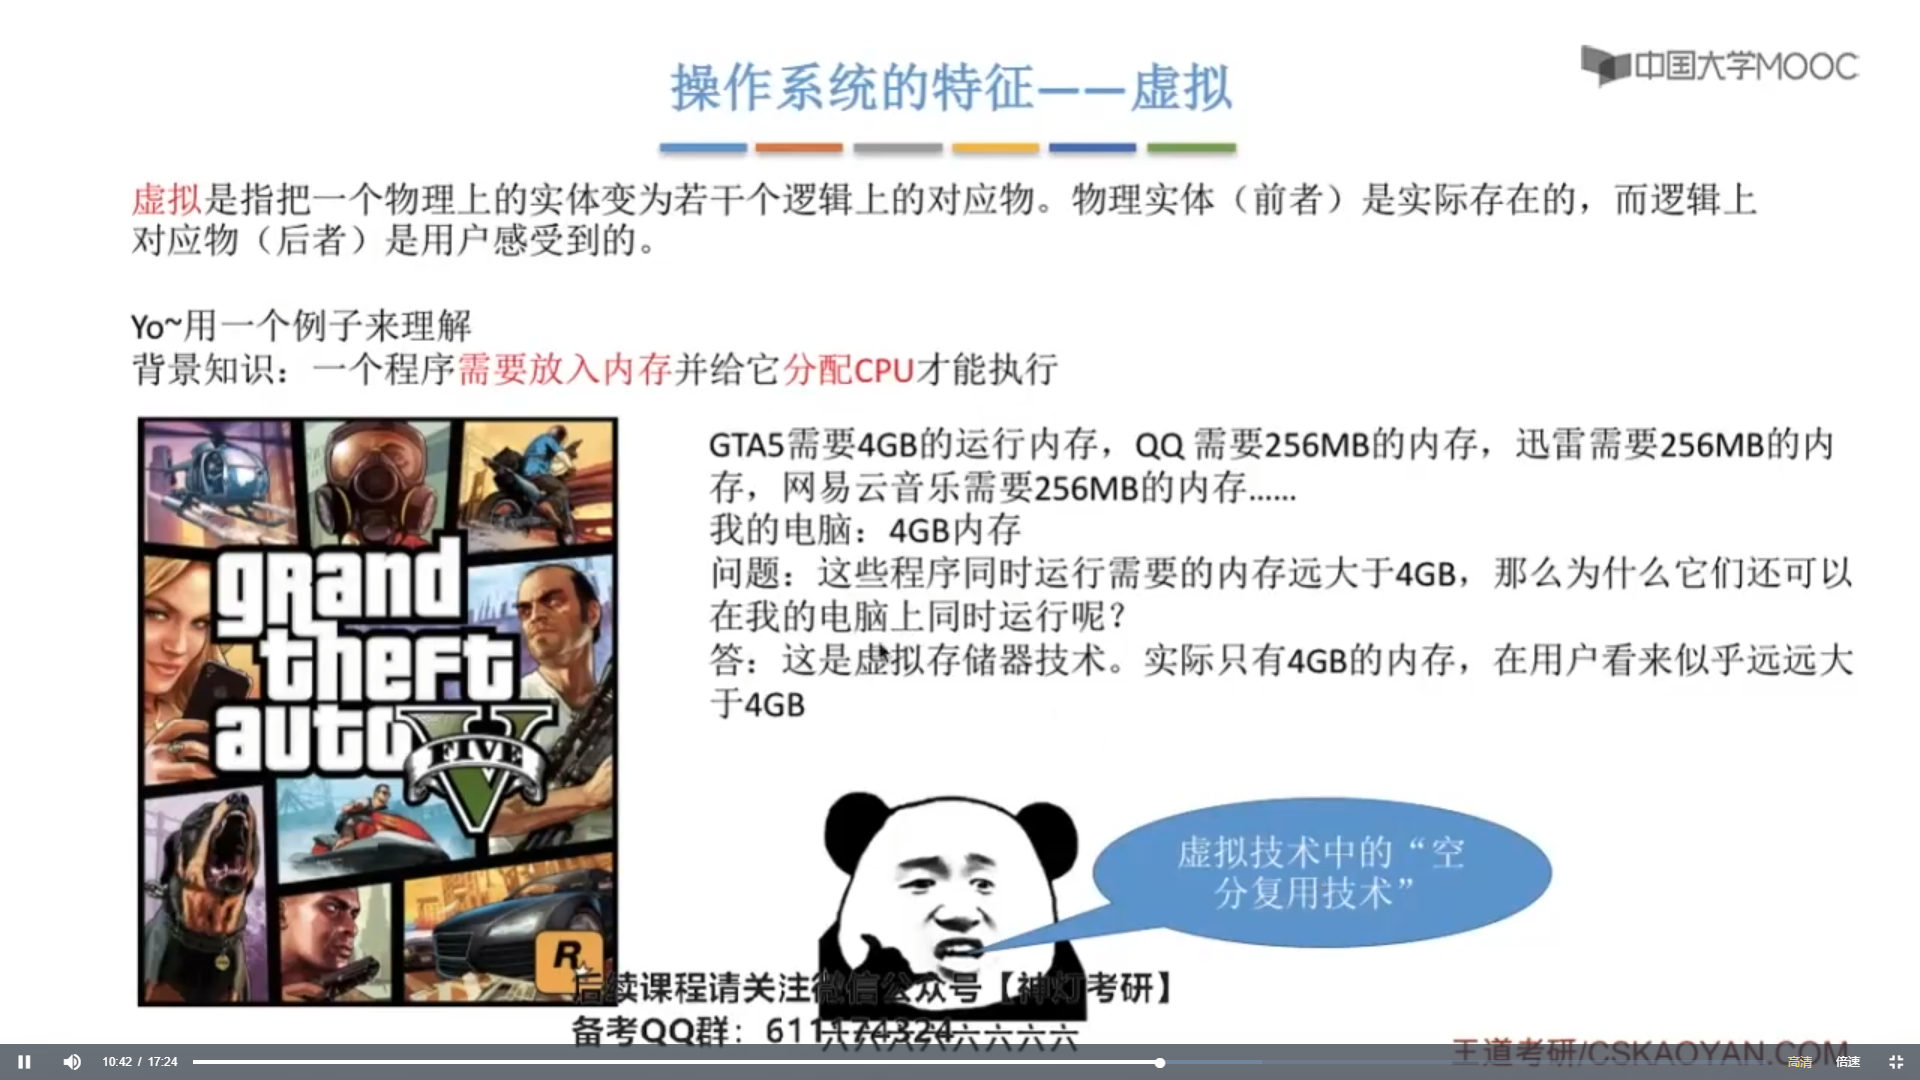 中国大学MOOC
操作系统的特征——虚拟
虚拟是指把一个物理上的实体变为若干个逻辑上的对应物。物理实体（前者）是实际存在的，而逻辑上
对应物（后者）是用户感受到的。
Yo~用一个例子来理解
背景知识：一个程序需要放入内存并给它分配CPU才能执行
grand
theft
auto
V
FIVE
R
GTA5需要4GB的运行内存，QQ 需要256MB的内存，迅雷需要256MB的内
存，网易云音乐需要256MB的内存……
我的电脑：4GB内存
问题：这些程序同时运行需要的内存远大于4GB，那么为什么它们还可以
在我的电脑上同时运行呢？
答：这是虚拟存储器技术。实际只有4GB的内存，在用户看来似乎远远大
于4GB
虚拟技术中的“空
分复用技术”
后续课程请关注微信公众号【神灯考研】
备考QQ群：611174324
王道考研/CSKAOYAN.COM
10:42 / 17:24
高清
倍速